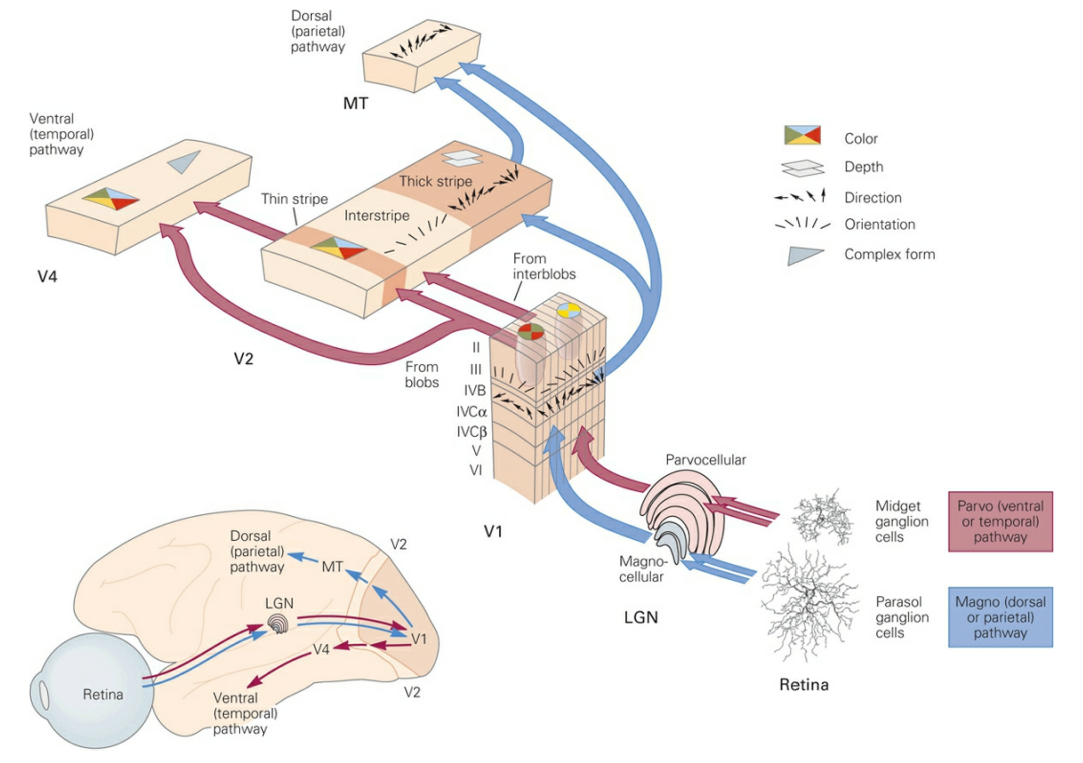 Dorsal
(parietal)
pathway
MT
Ventral
(temporal)
pathway
Thin stripe
Thick stripe
Interstripe
V4
V2
Color
Depth
Direction
Orientation
Complex form
From
interblobs
From
blobs
II
III
IVB
IVCα
IVCβ
V
VI
V1
Parvocellular
Magno-
cellular
LGN
Midget
ganglion
cells
Parvo (ventral
or temporal)
pathway
Parasol
ganglion
cells
Magno (dorsal
or parietal)
pathway
Retina
Dorsal
(parietal)
pathway
MT
V2
LGN
V1
V4
V2
Retina
Ventral
(temporal)
pathway